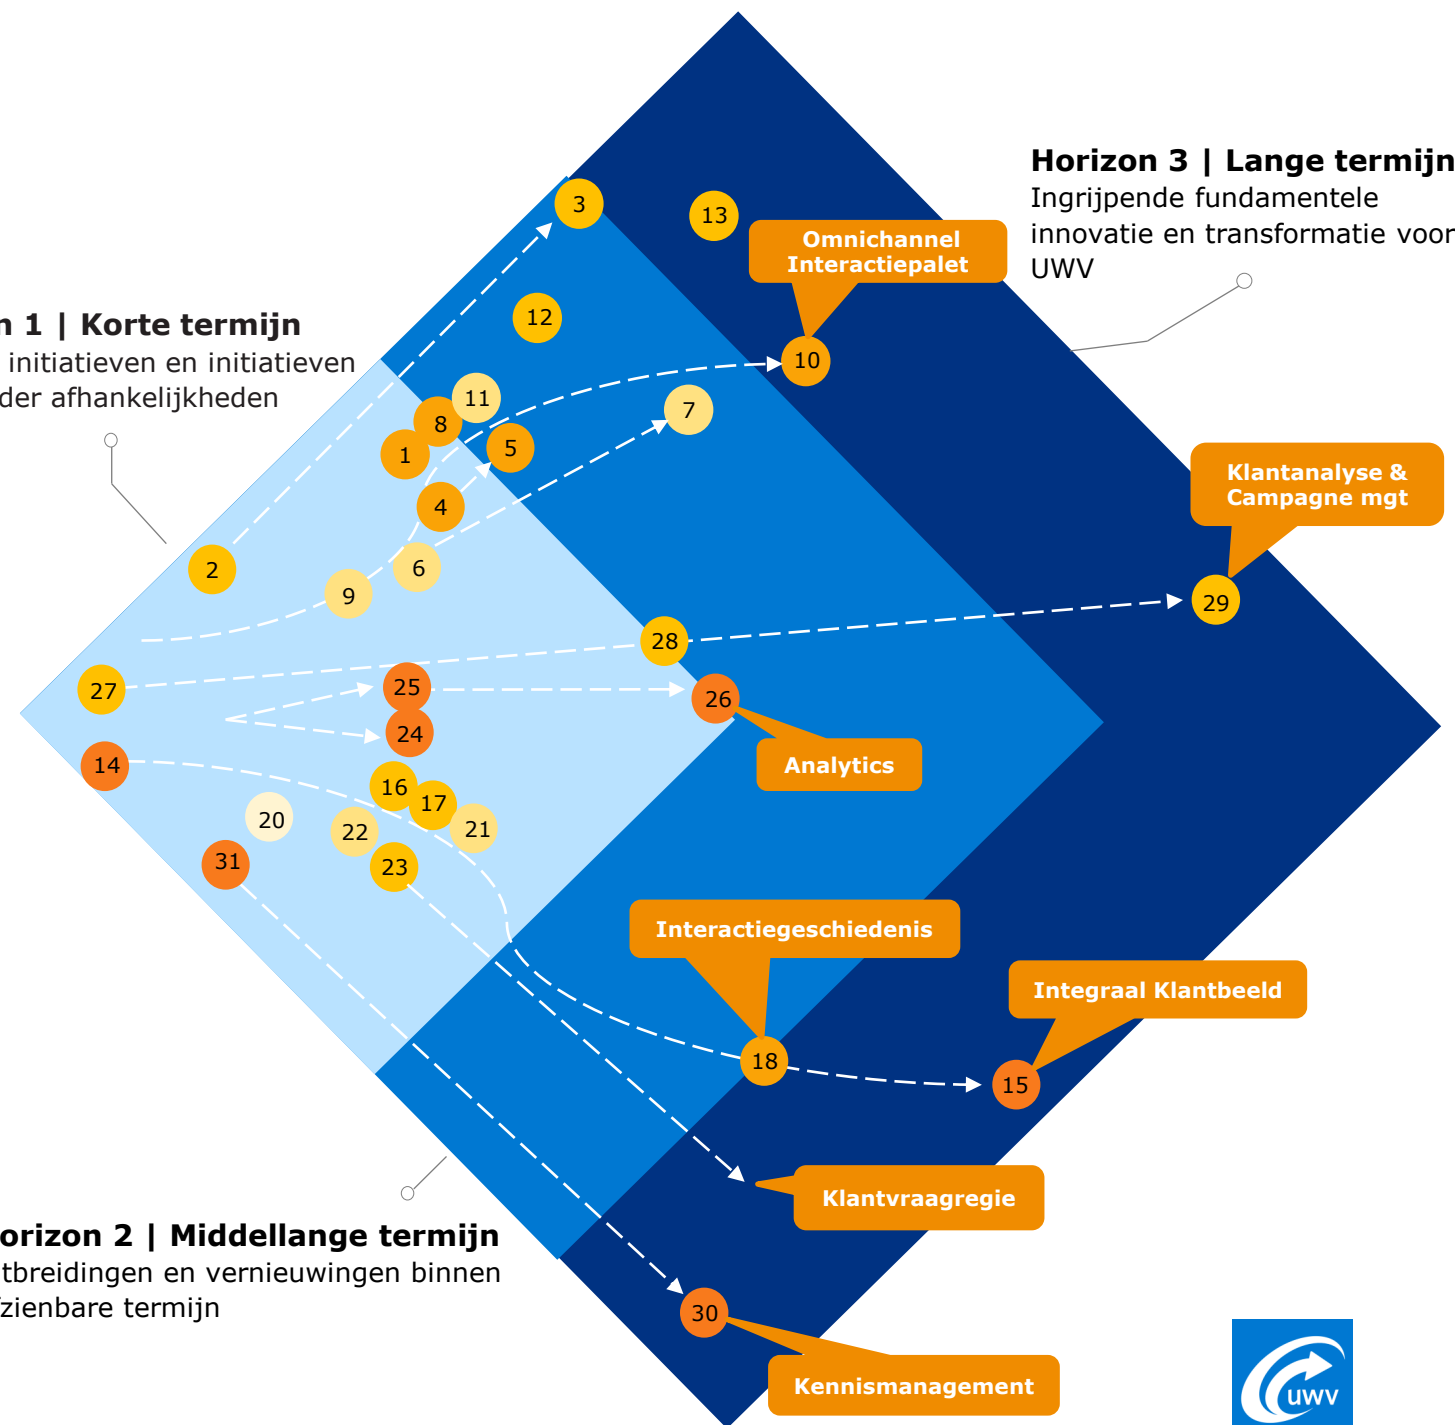 Horizon 3 | Lange termijn
Ingrijpende fundamentele
innovatie en transformatie voor
UWV
3
13
Omnichannel
Interactiepalet
12
n 1 | Korte termijn
initiatieven en initiatieven
der afhankelijkheden
10
11
7
8
5
1
4
Klantanalyse &
Campagne mgt
2
6
9
29
28
27
25
26
24
14
Analytics
16
17
20
22
21
31
23
Interactiegeschiedenis
Integraal Klantbeeld
18
15
Klantvraagregie
orizon 2 | Middellange termijn
tbreidingen en vernieuwingen binnen
zienbare termijn
30
Kennismanagement
UWV